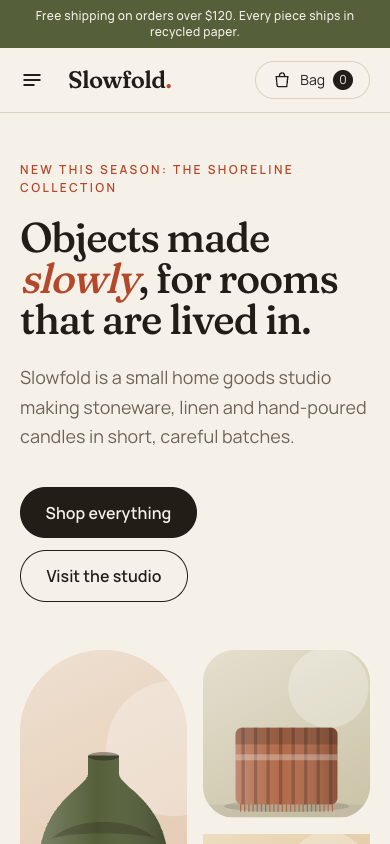 Free shipping on orders over $120. Every piece ships in
recycled paper.
Slowfold.
Bag 0
NEW THIS SEASON: THE SHORELINE
COLLECTION
Objects made
slowly, for rooms
that are lived in.
Slowfold is a small home goods studio
making stoneware, linen and hand-poured
candles in short, careful batches.
Shop everything
Visit the studio